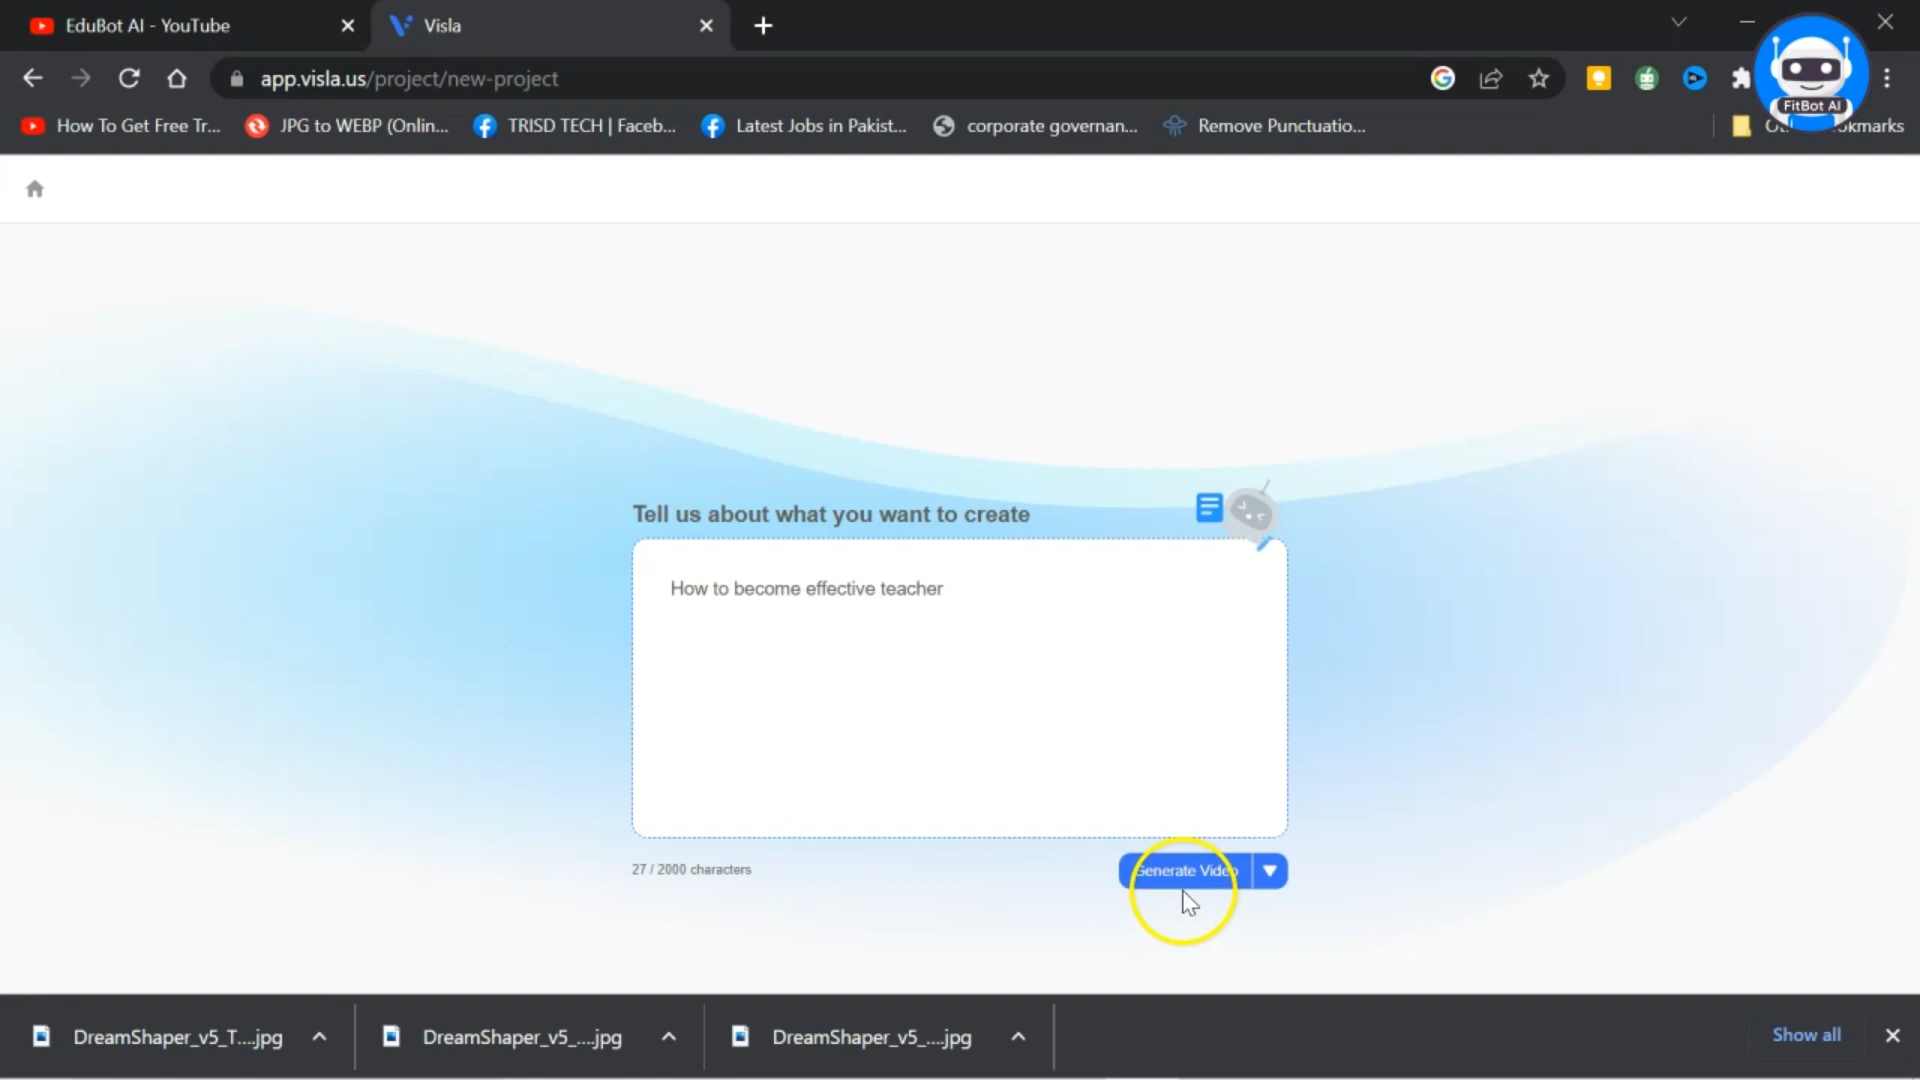 EduBot AI - YouTube
Visla
app.visla.us/project/new-project
FitBot AI
How To Get Free Tr...
JPG to WEBP (Onlin...
TRISD TECH | Faceb...
Latest Jobs in Pakist...
corporate governan...
Remove Punctuatio...
Tell us about what you want to create
How to become effective teacher
27 / 2000 characters
Generate Video
DreamShaper_v5_T....jpg
DreamShaper_v5_....jpg
DreamShaper_v5_....jpg
Show all